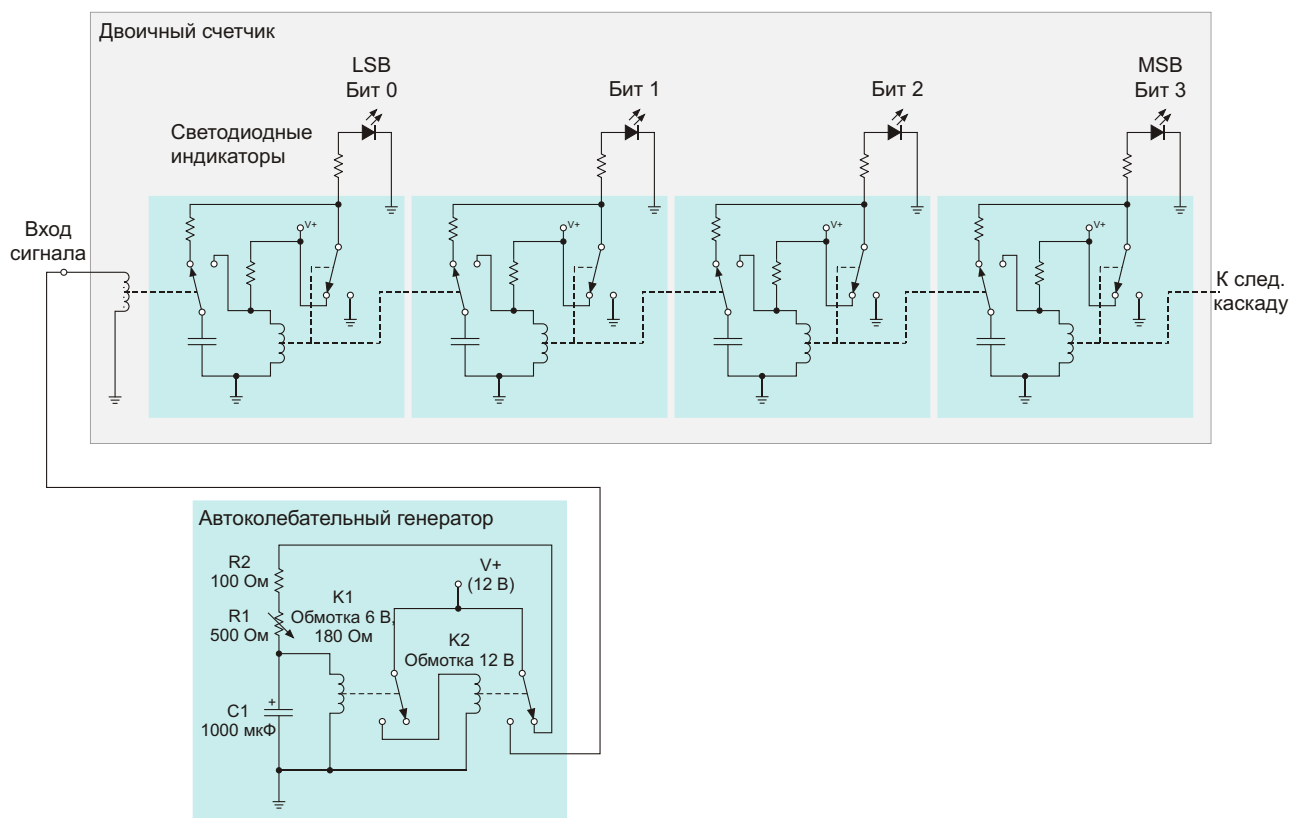 Двоичный счетчик
LSB
Бит 0
Бит 1
Бит 2
MSB
Бит 3
Светодиодные
индикаторы
Вход
сигнала
V+
V+
V+
V+
К след.
каскаду
Автоколебательный генератор
R2
100 Ом
R1
500 Ом
K1
Обмотка 6 В,
180 Ом
V+
(12 В)
K2
Обмотка 12 В
C1
1000 мкФ
+